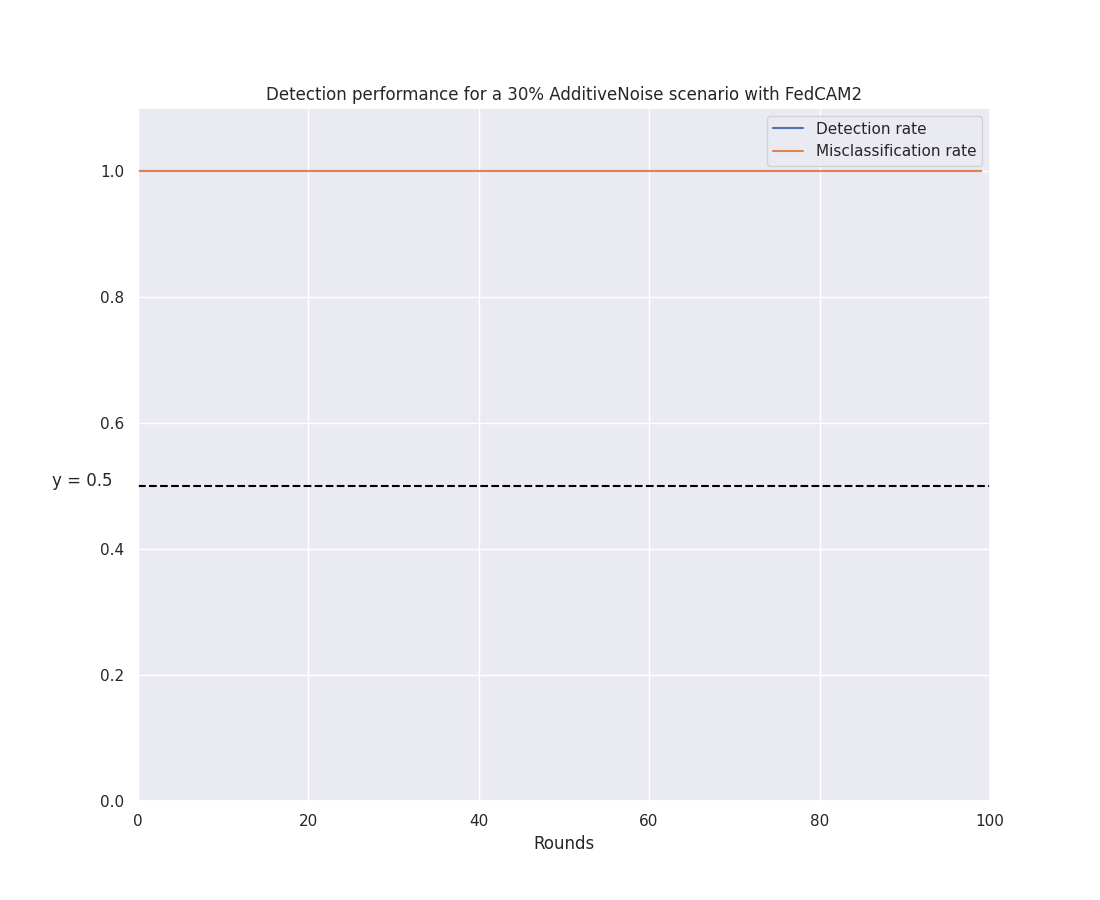 Detection performance for a 30% AdditiveNoise scenario with FedCAM2
Detection rate
Misclassification rate
1.0
0.8
0.6
y = 0.5
0.4
0.2
0.0
0 20 40 60 80 100
Rounds